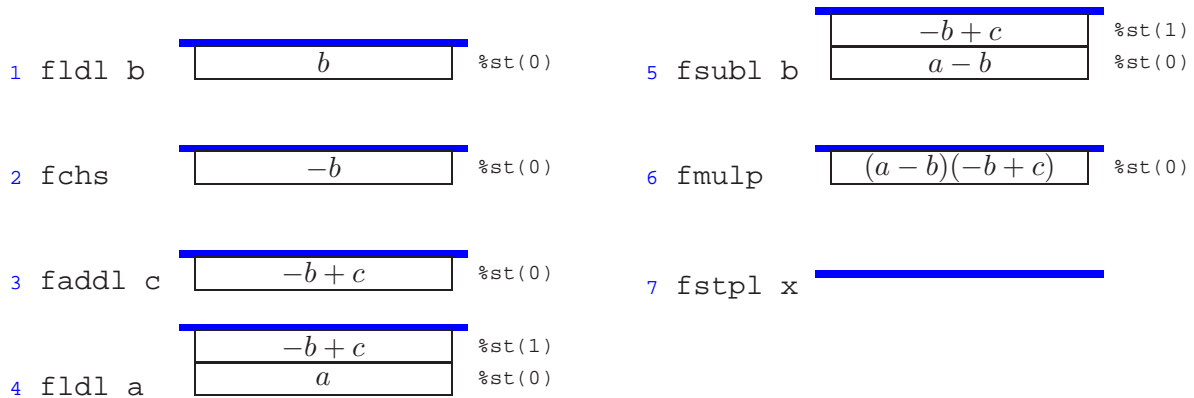 1 fldl b
b %st(0)
2 fchs
−b %st(0)
3 faddl c
−b + c %st(0)
4 fldl a
−b + c %st(1)
a %st(0)
5 fsubl b
−b + c %st(1)
a − b %st(0)
6 fmulp
(a − b)(−b + c) %st(0)
7 fstpl x